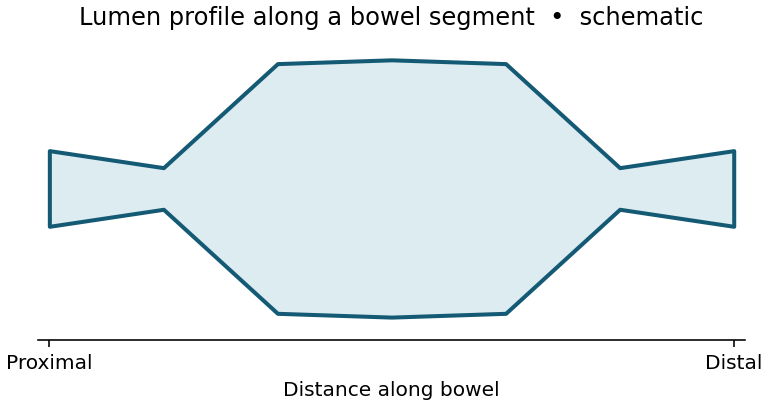 Lumen profile along a bowel segment • schematic
Proximal
Distal
Distance along bowel